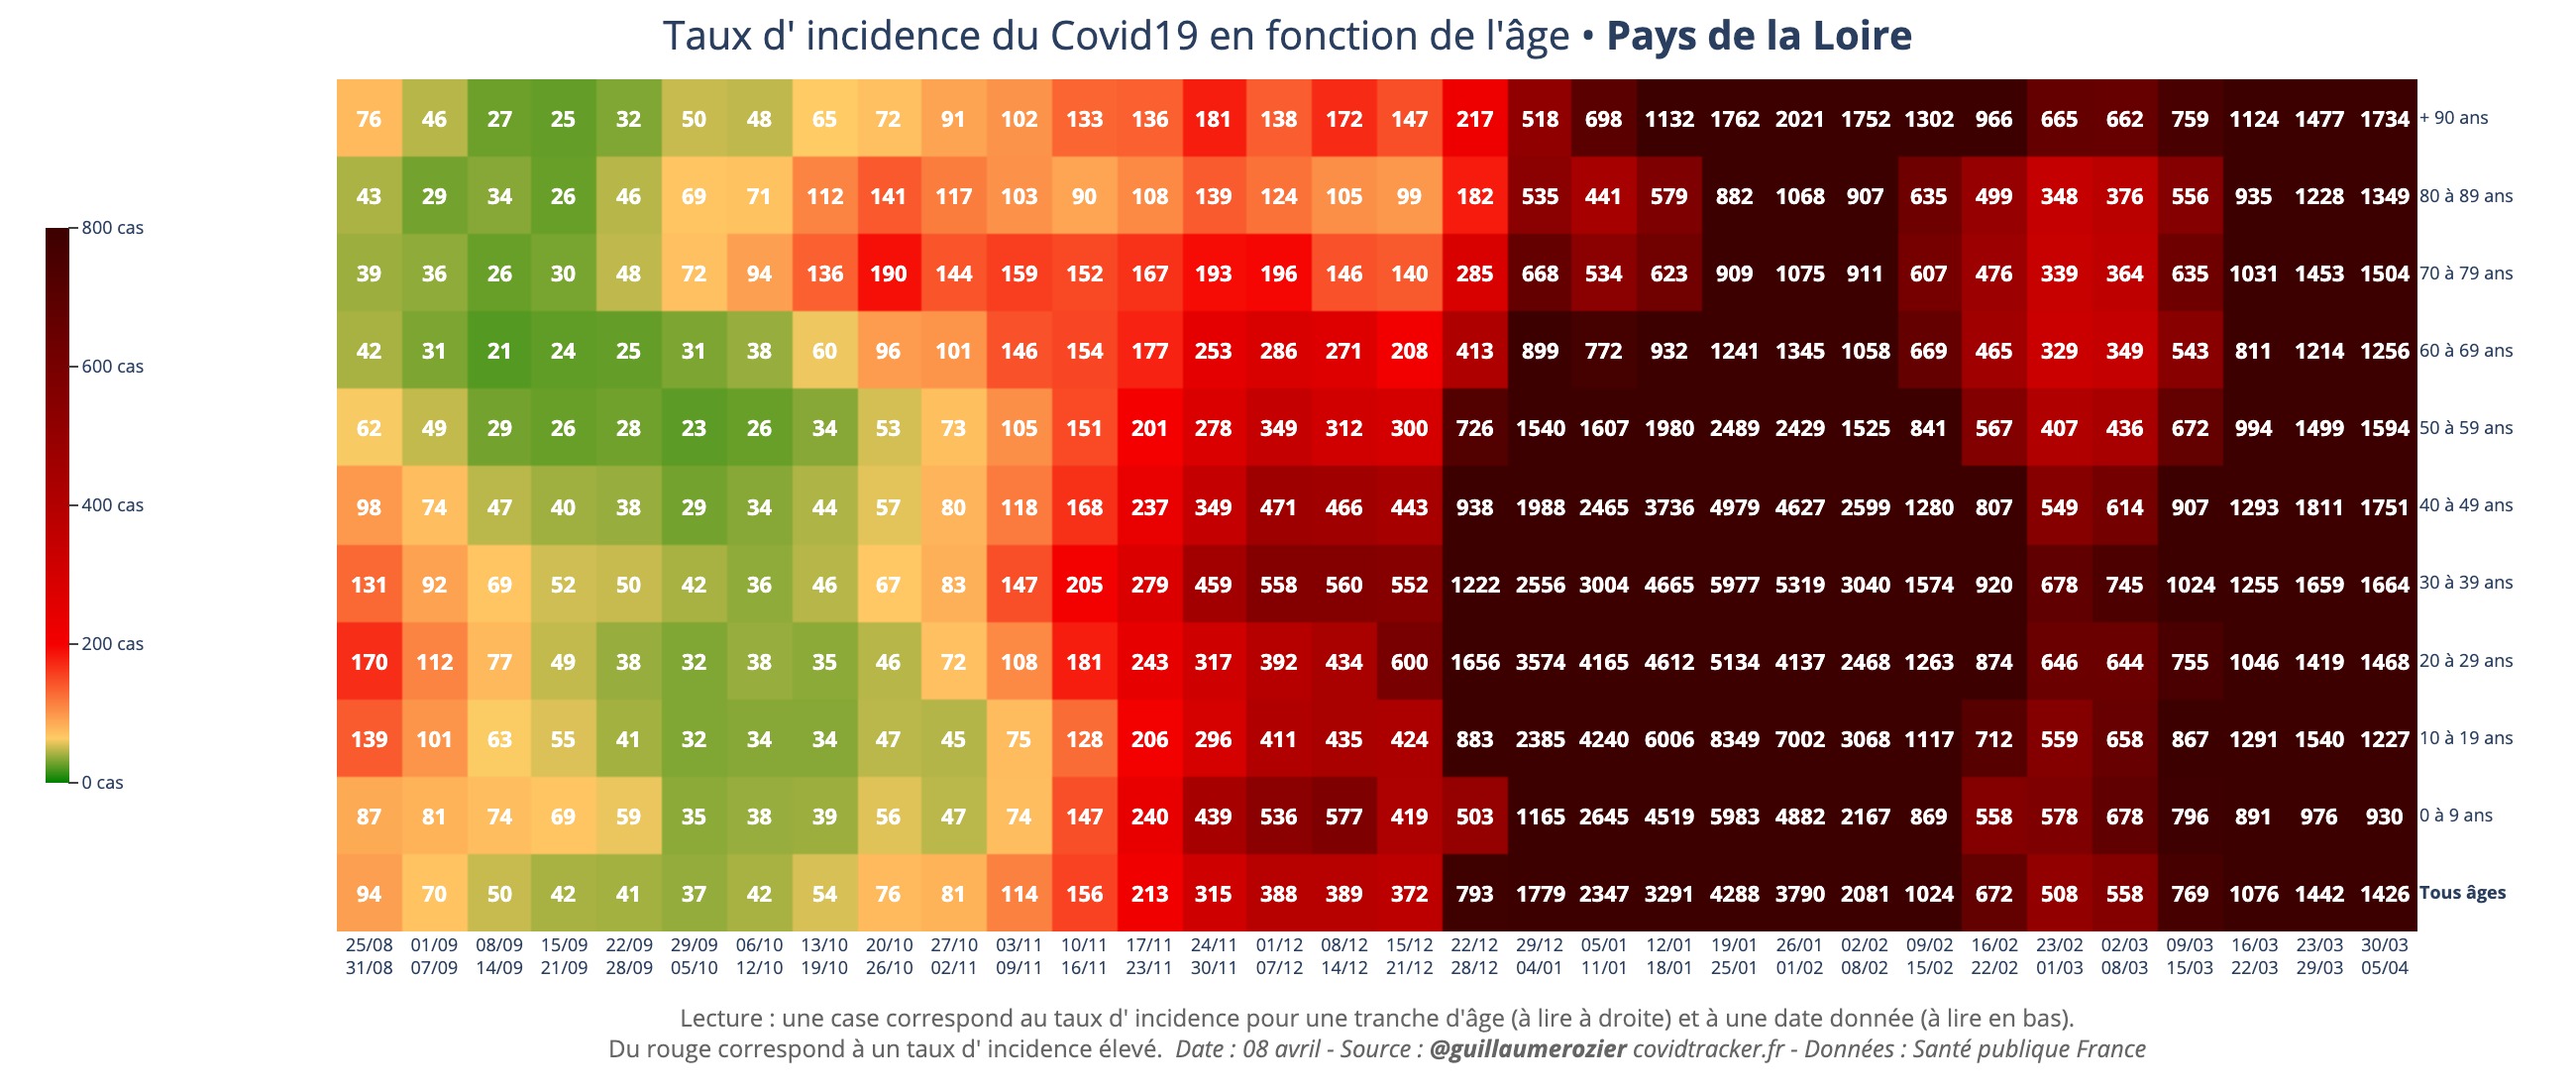 Taux d' incidence du Covid19 en fonction de l'âge • Pays de la Loire
76 46 27 25 32 50 48 65 72 91 102 133 136 181 138 172 147 217 518 698 1132 1762 2021 1752 1302 966 665 662 759 1124 1477 1734 + 90 ans
43 29 34 26 46 69 71 112 141 117 103 90 108 139 124 105 99 182 535 441 579 882 1068 907 635 499 348 376 556 935 1228 1349 80 à 89 ans
39 36 26 30 48 72 94 136 190 144 159 152 167 193 196 146 140 285 668 534 623 909 1075 911 607 476 339 364 635 1031 1453 1504 70 à 79 ans
42 31 21 24 25 31 38 60 96 101 146 154 177 253 286 271 208 413 899 772 932 1241 1345 1058 669 465 329 349 543 811 1214 1256 60 à 69 ans
62 49 29 26 28 23 26 34 53 73 105 151 201 278 349 312 300 726 1540 1607 1980 2489 2429 1525 841 567 407 436 672 994 1499 1594 50 à 59 ans
98 74 47 40 38 29 34 44 57 80 118 168 237 349 471 466 443 938 1988 2465 3736 4979 4627 2599 1280 807 549 614 907 1293 1811 1751 40 à 49 ans
131 92 69 52 50 42 36 46 67 83 147 205 279 459 558 560 552 1222 2556 3004 4665 5977 5319 3040 1574 920 678 745 1024 1255 1659 1664 30 à 39 ans
170 112 77 49 38 32 38 35 46 72 108 181 243 317 392 434 600 1656 3574 4165 4612 5134 4137 2468 1263 874 646 644 755 1046 1419 1468 20 à 29 ans
139 101 63 55 41 32 34 34 47 45 75 128 206 296 411 435 424 883 2385 4240 6006 8349 7002 3068 1117 712 559 658 867 1291 1540 1227 10 à 19 ans
87 81 74 69 59 35 38 39 56 47 74 147 240 439 536 577 419 503 1165 2645 4519 5983 4882 2167 869 558 578 678 796 891 976 930 0 à 9 ans
94 70 50 42 41 37 42 54 76 81 114 156 213 315 388 389 372 793 1779 2347 3291 4288 3790 2081 1024 672 508 558 769 1076 1442 1426 Tous âges
25/08 01/09 08/09 15/09 22/09 29/09 06/10 13/10 20/10 27/10 03/11 10/11 17/11 24/11 01/12 08/12 15/12 22/12 29/12 05/01 12/01 19/01 26/01 02/02 09/02 16/02 23/02 02/03 09/03 16/03 23/03 30/03
31/08 07/09 14/09 21/09 28/09 05/10 12/10 19/10 26/10 02/11 09/11 16/11 23/11 30/11 07/12 14/12 21/12 28/12 04/01 11/01 18/01 25/01 01/02 08/02 15/02 22/02 01/03 08/03 15/03 22/03 29/03 05/04
800 cas
600 cas
400 cas
200 cas
0 cas
Lecture : une case correspond au taux d' incidence pour une tranche d'âge (à lire à droite) et à une date donnée (à lire en bas).
Du rouge correspond à un taux d' incidence élevé. Date : 08 avril - Source : @guillaumerozier covidtracker.fr - Données : Santé publique France